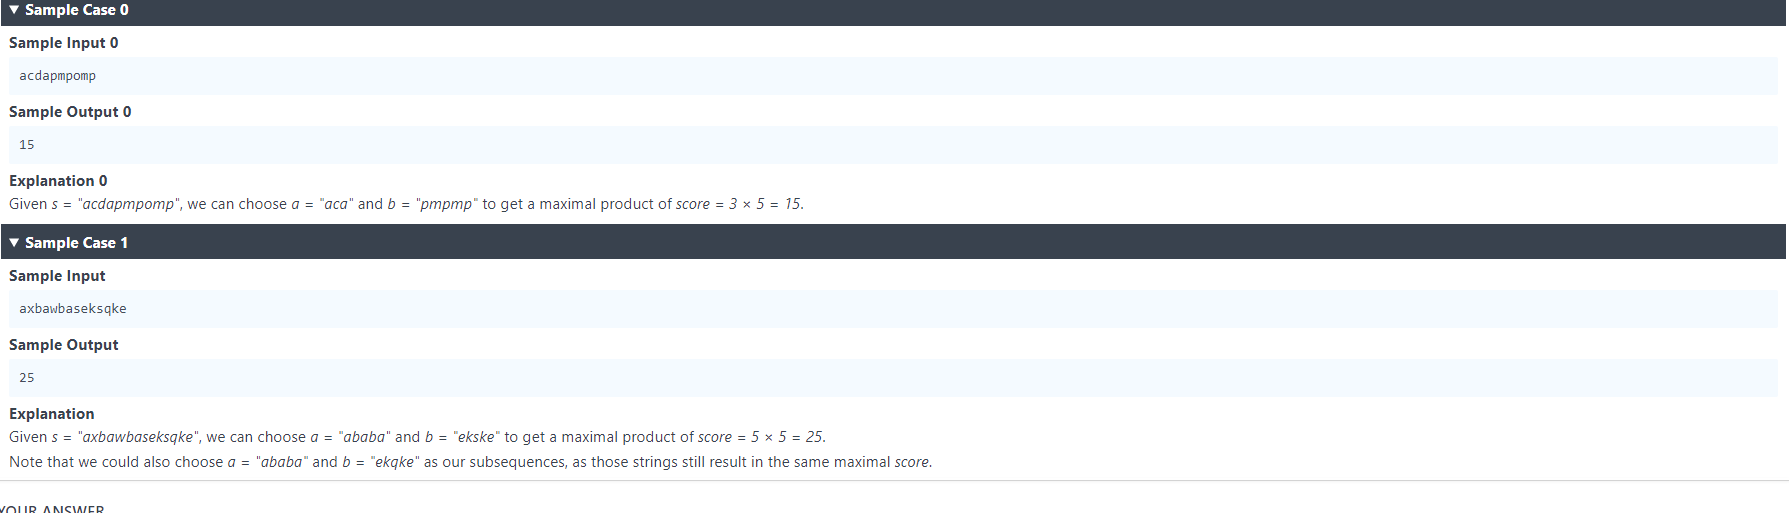 ▼ Sample Case 0
Sample Input 0
acdapmpomp
Sample Output 0
15
Explanation 0
Given s = "acdapmpomp", we can choose a = "aca" and b = "pmpmp" to get a maximal product of score = 3 × 5 = 15.
▼ Sample Case 1
Sample Input
axbawbaseksqke
Sample Output
25
Explanation
Given s = "axbawbaseksqke", we can choose a = "ababa" and b = "ekske" to get a maximal product of score = 5 × 5 = 25.
Note that we could also choose a = "ababa" and b = "ekqke" as our subsequences, as those strings still result in the same maximal score.
YOUR ANSWER